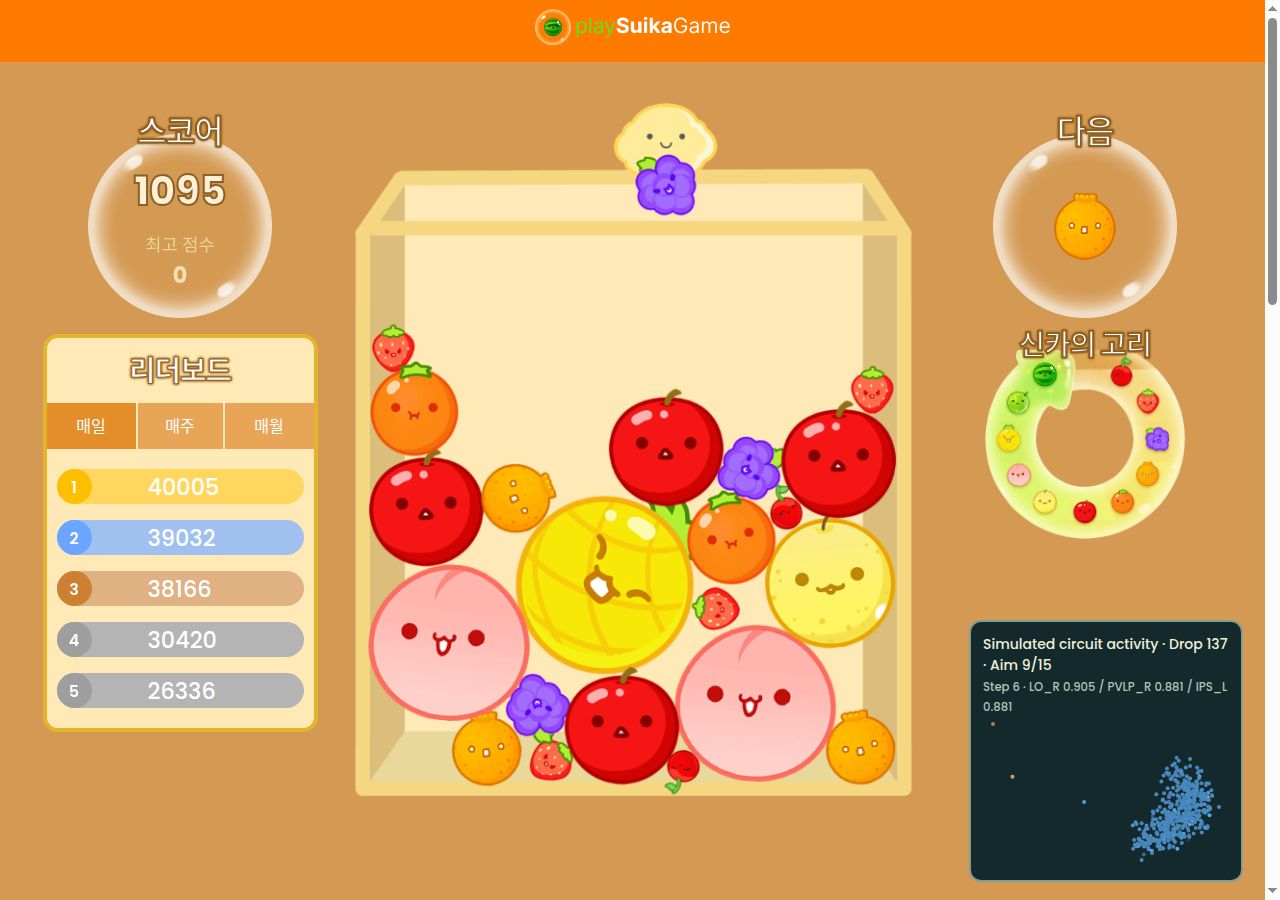 playSuikaGame
스코어
1095
최고 점수
0
리더보드
매일 매주 매월
1 40005
2 39032
3 38166
4 30420
5 26336
다음
신카의 고리
Simulated circuit activity · Drop 137
· Aim 9/15
Step 6 · LO_R 0.905 / PVLP_R 0.881 / IPS_L
0.881